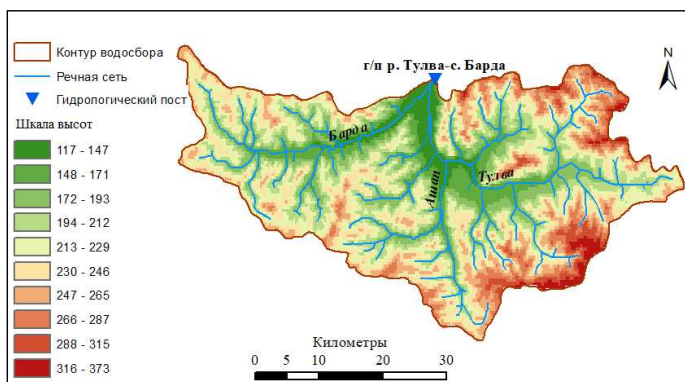 Контур водосбора
Речная сеть
Гидрологический пост
Шкала высот
117 - 147
148 - 171
172 - 193
194 - 212
213 - 229
230 - 246
247 - 265
266 - 287
288 - 315
316 - 373
г/п р. Тулва-с. Барда
N
Барда
Тулва
Ашап
Километры
0 5 10 20 30